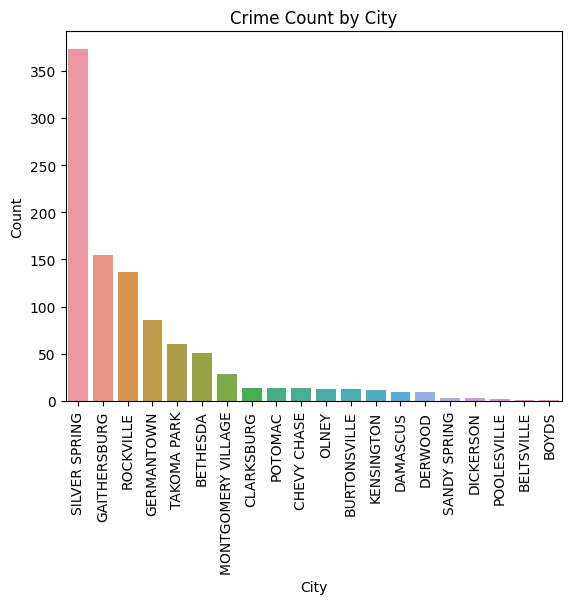 Crime Count by City
Count
350
300
250
200
150
100
50
0
SILVER SPRING
GAITHERSBURG
ROCKVILLE
GERMANTOWN
TAKOMA PARK
BETHESDA
MONTGOMERY VILLAGE
CLARKSBURG
POTOMAC
CHEVY CHASE
OLNEY
BURTONSVILLE
KENSINGTON
DAMASCUS
DERWOOD
SANDY SPRING
DICKERSON
POOLESVILLE
BELTSVILLE
BOYDS
City